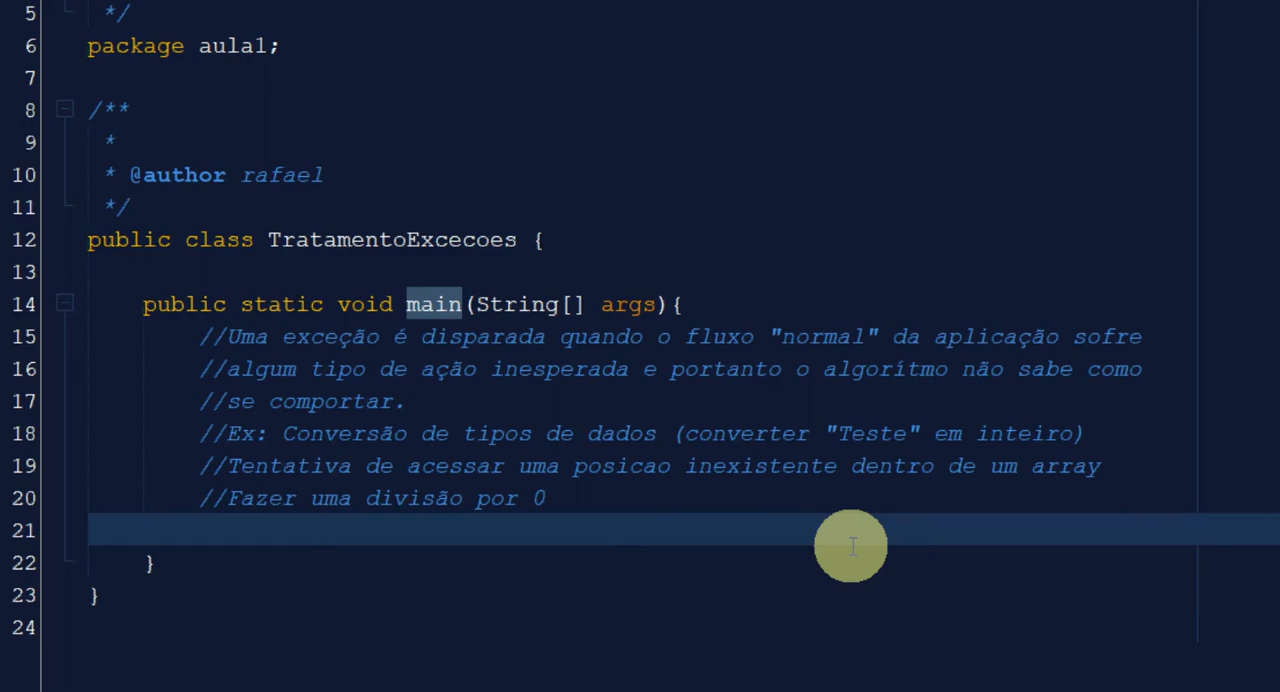 5 */
6 package aula1;
7
8 /**
9 *
10 * @author rafael
11 */
12 public class TratamentoExcecoes {
13
14 public static void main(String[] args){
15 //Uma exceção é disparada quando o fluxo "normal" da aplicação sofre
16 //algum tipo de ação inesperada e portanto o algorítmo não sabe como
17 //se comportar.
18 //Ex: Conversão de tipos de dados (converter "Teste" em inteiro)
19 //Tentativa de acessar uma posicao inexistente dentro de um array
20 //Fazer uma divisão por 0
21
22 }
23 }
24